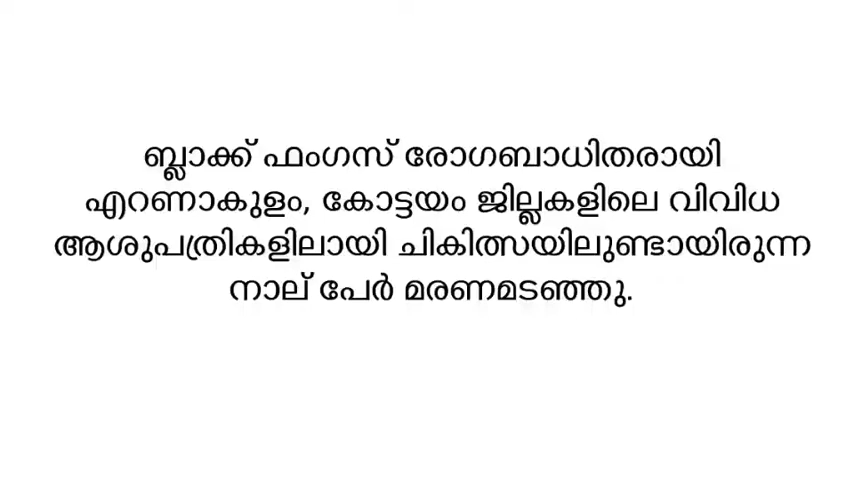 ബ്ലാക്ക് ഫംഗസ് രോഗബാധിതരായി
എറണാകുളം, കോട്ടയം ജില്ലകളിലെ വിവിധ
ആശുപത്രികളിലായി ചികിത്സയിലുണ്ടായിരുന്ന
നാല് പേർ മരണമടഞ്ഞു.